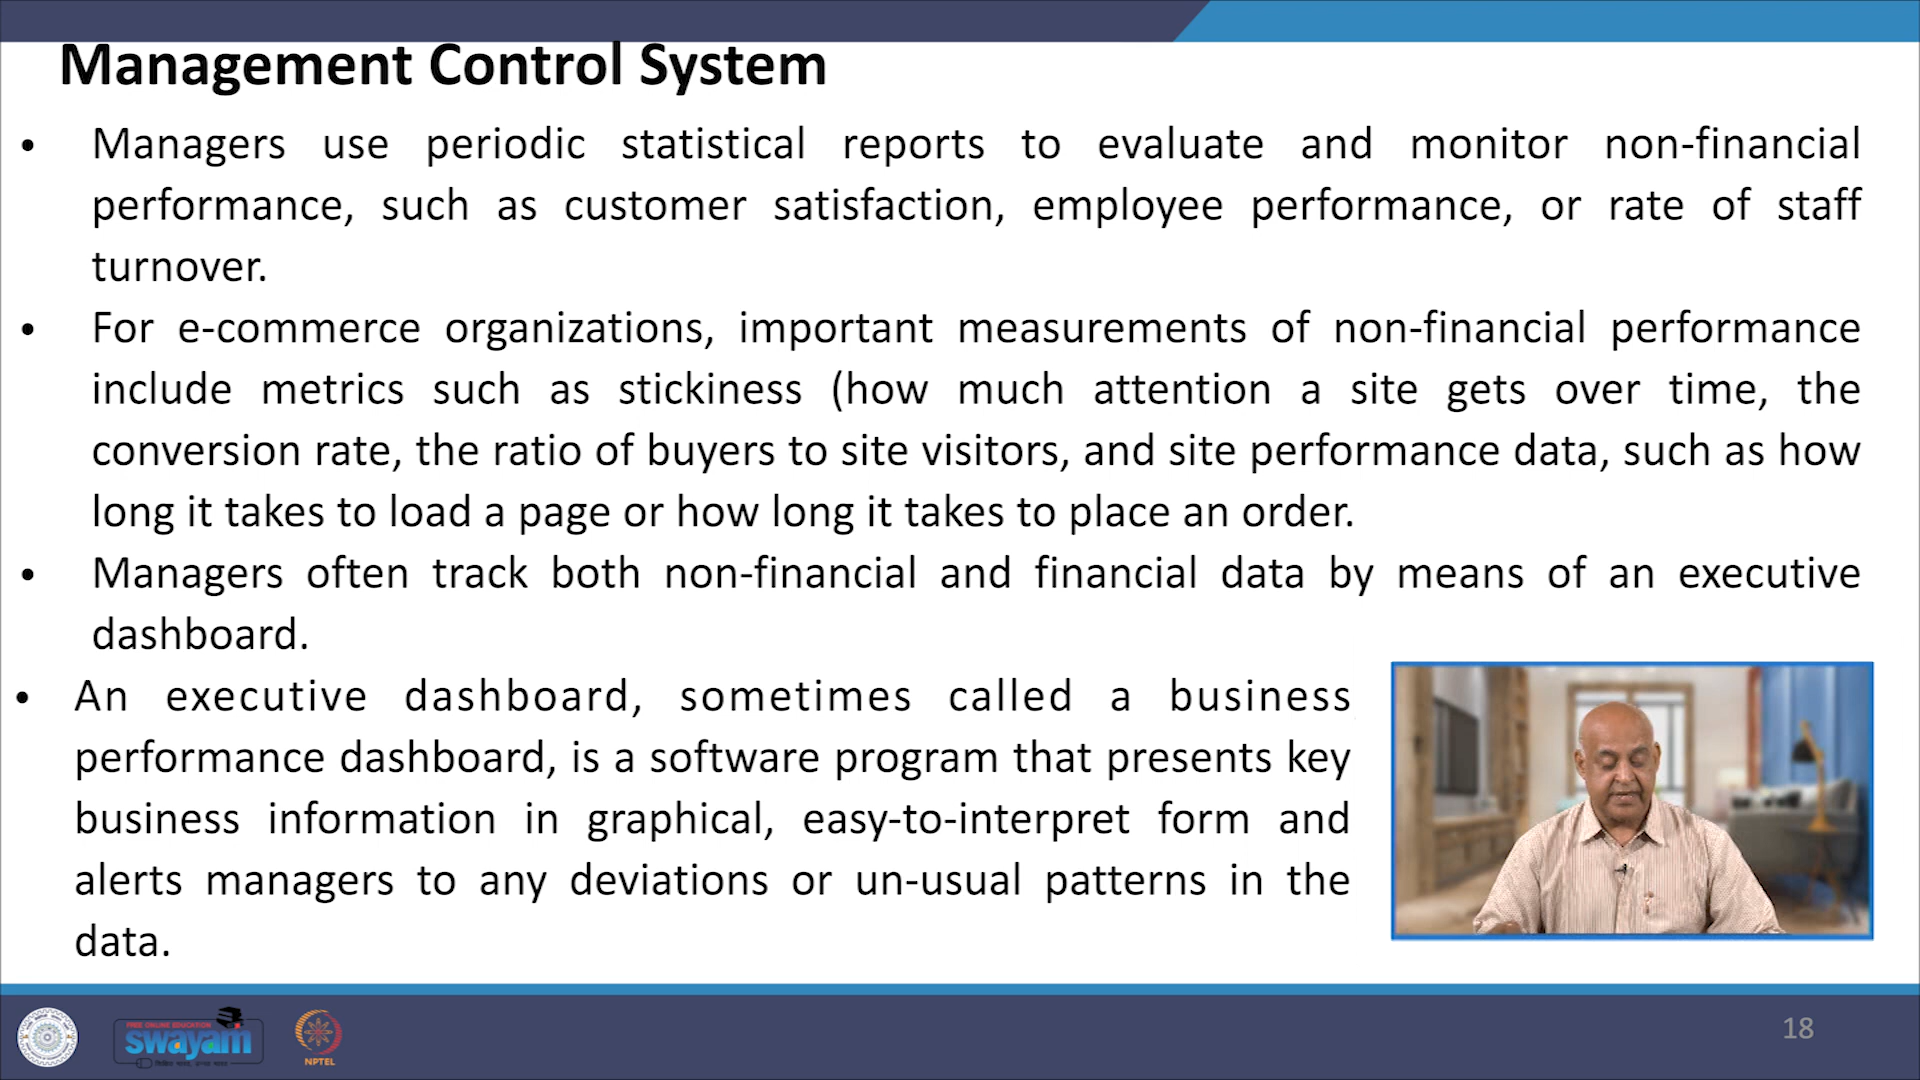 Management Control System
• Managers use periodic statistical reports to evaluate and monitor non-financial
performance, such as customer satisfaction, employee performance, or rate of staff
turnover.
• For e-commerce organizations, important measurements of non-financial performance
include metrics such as stickiness (how much attention a site gets over time, the
conversion rate, the ratio of buyers to site visitors, and site performance data, such as how
long it takes to load a page or how long it takes to place an order.
• Managers often track both non-financial and financial data by means of an executive
dashboard.
• An executive dashboard, sometimes called a business
performance dashboard, is a software program that presents key
business information in graphical, easy-to-interpret form and
alerts managers to any deviations or un-usual patterns in the
data.
FREE ONLINE EDUCATION
swayam
NPTEL
18